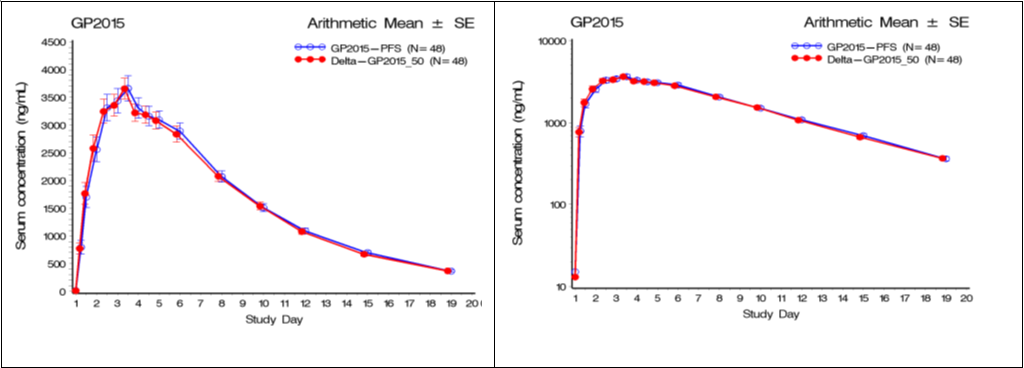 GP2015 Arithmetic Mean ± SE
GP2015-PFS (N=48)
Delta-GP2015_50 (N=48)
4500
4000
3500
3000
2500
2000
1500
1000
500
0
Serum concentration (ng/mL)
1 2 3 4 5 6 7 8 9 10 11 12 13 14 15 16 17 18 19 20
Study Day
GP2015 Arithmetic Mean ± SE
GP2015-PFS (N=48)
Delta-GP2015_50 (N=48)
10000
1000
100
10
Serum concentration (ng/mL)
1 2 3 4 5 6 7 8 9 10 11 12 13 14 15 16 17 18 19 20
Study Day